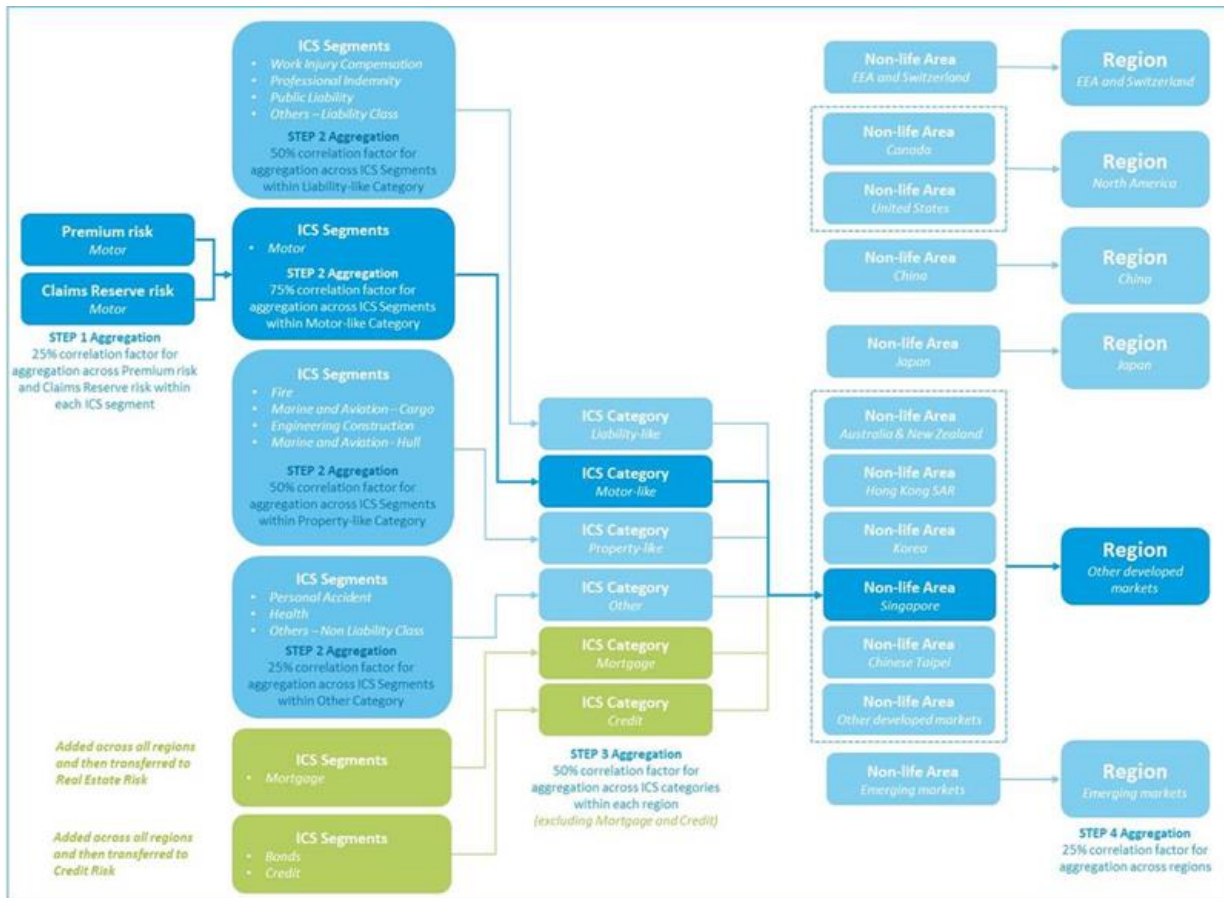 ICS Segments
• Work Injury Compensation
• Professional Indemnity
• Public Liability
• Others – Liability Class
STEP 2 Aggregation
50% correlation factor for
aggregation across ICS Segments
within Liability-like Category
Premium risk
Motor
Claims Reserve risk
Motor
STEP 1 Aggregation
25% correlation factor for
aggregation across Premium risk
and Claims Reserve risk within
each ICS segment
ICS Segments
• Motor
STEP 2 Aggregation
75% correlation factor for
aggregation across ICS Segments
within Motor-like Category
ICS Segments
• Fire
• Marine and Aviation – Cargo
• Engineering Construction
• Marine and Aviation - Hull
STEP 2 Aggregation
50% correlation factor for
aggregation across ICS Segments
within Property-like Category
ICS Segments
• Personal Accident
• Health
• Others – Non Liability Class
STEP 2 Aggregation
25% correlation factor for
aggregation across ICS Segments
within Other Category
Added across all regions
and then transferred to
Real Estate Risk
ICS Segments
• Mortgage
Added across all regions
and then transferred to
Credit Risk
ICS Segments
• Bonds
• Credit
ICS Category
Liability-like
ICS Category
Motor-like
ICS Category
Property-like
ICS Category
Other
ICS Category
Mortgage
ICS Category
Credit
STEP 3 Aggregation
50% correlation factor for
aggregation across ICS categories
within each region
(excluding Mortgage and Credit)
Non-life Area
EEA and Switzerland
Non-life Area
Canada
Non-life Area
United States
Non-life Area
China
Non-life Area
Japan
Non-life Area
Australia & New Zealand
Non-life Area
Hong Kong SAR
Non-life Area
Korea
Non-life Area
Singapore
Non-life Area
Chinese Taipei
Non-life Area
Other developed markets
Non-life Area
Emerging markets
Region
EEA and Switzerland
Region
North America
Region
China
Region
Japan
Region
Other developed
markets
Region
Emerging markets
STEP 4 Aggregation
25% correlation factor for
aggregation across regions